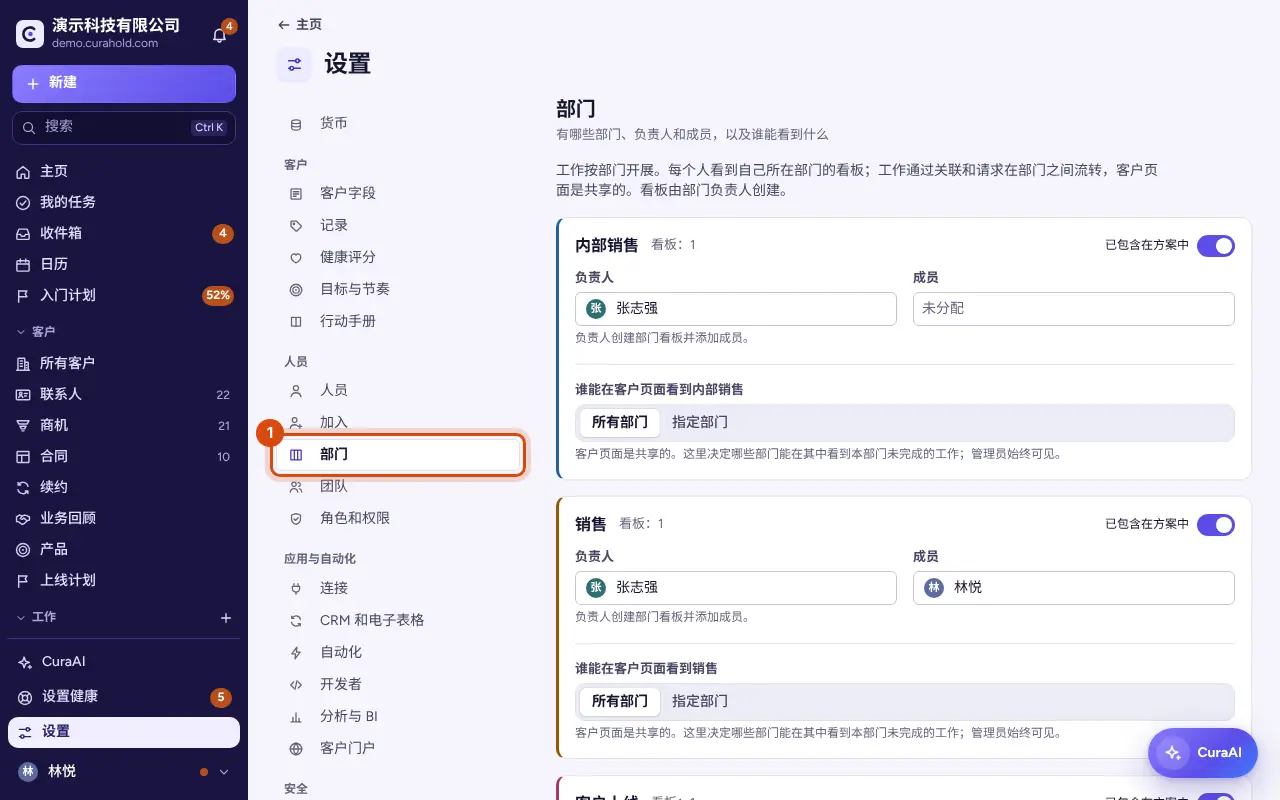 演示科技有限公司
demo.curahold.com
4
新建
搜索
Ctrl K
主页
我的任务
收件箱
4
日历
入门计划
52%
客户
所有客户
联系人
22
商机
21
合同
10
续约
业务回顾
产品
上线计划
工作
CuraAI
设置健康
5
设置
林
林悦
主页
设置
货币
客户
客户字段
记录
健康评分
目标与节奏
行动手册
人员
人员
加入
1
部门
团队
角色和权限
应用与自动化
连接
CRM 和电子表格
自动化
开发者
分析与 BI
客户门户
安全
部门
有哪些部门、负责人和成员，以及谁能看到什么
工作按部门开展。每个人看到自己所在部门的看板；工作通过关联和请求在部门之间流转，客户页
面是共享的。看板由部门负责人创建。
内部销售
看板：1
已包含在方案中
负责人
成员
张
张志强
未分配
负责人创建部门看板并添加成员。
谁能在客户页面看到内部销售
所有部门
指定部门
客户页面是共享的。这里决定哪些部门能在其中看到本部门未完成的工作；管理员始终可见。
销售
看板：1
已包含在方案中
负责人
成员
张
张志强
林
林悦
负责人创建部门看板并添加成员。
谁能在客户页面看到销售
所有部门
指定部门
客户页面是共享的。这里决定哪些部门能在其中看到本部门未完成的工作；管理员始终可见。
CuraAI
客户上线
看板：1
已包含在方案中